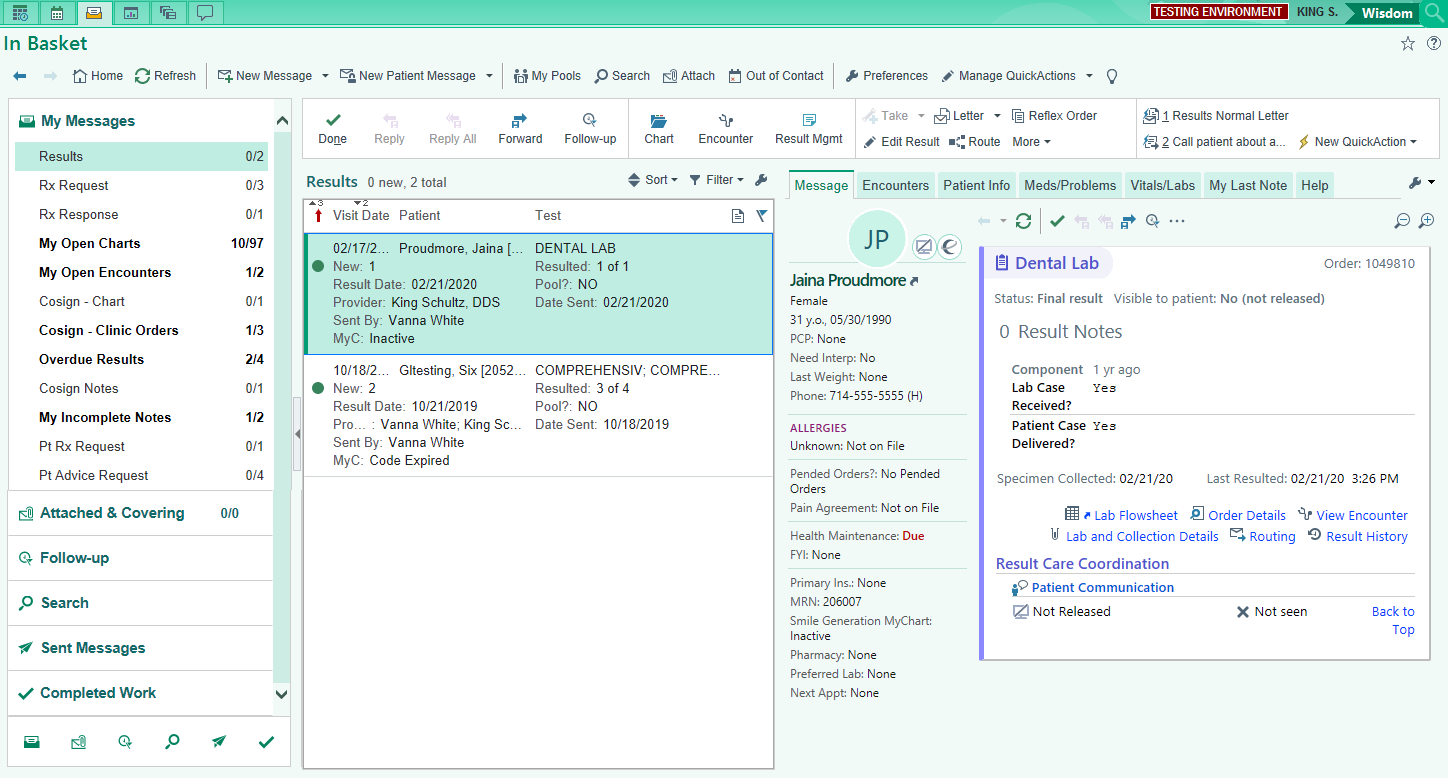 TESTING ENVIRONMENT KING S. Wisdom
In Basket
Home Refresh New Message New Patient Message My Pools Search Attach Out of Contact Preferences Manage QuickActions
My Messages
Results 0/2
Rx Request 0/3
Rx Response 0/1
My Open Charts 10/97
My Open Encounters 1/2
Cosign - Chart 0/1
Cosign - Clinic Orders 1/3
Overdue Results 2/4
Cosign Notes 0/1
My Incomplete Notes 1/2
Pt Rx Request 0/1
Pt Advice Request 0/4
Attached & Covering 0/0
Follow-up
Search
Sent Messages
Completed Work
Done Reply Reply All Forward Follow-up Chart Encounter Result Mgmt
Take Letter Reflex Order
Edit Result Route More
1 Results Normal Letter
2 Call patient about a... New QuickAction
Results 0 new, 2 total Sort Filter
3 2
Visit Date Patient Test
02/17/2... Proudmore, Jaina [... DENTAL LAB
New: 1 Resulted: 1 of 1
Result Date: 02/21/2020 Pool?: NO
Provider: King Schultz, DDS Date Sent: 02/21/2020
Sent By: Vanna White
MyC: Inactive
10/18/2... Gltesting, Six [2052... COMPREHENSIV; COMPRE...
New: 2 Resulted: 3 of 4
Result Date: 10/21/2019 Pool?: NO
Pro... : Vanna White; King Sc... Date Sent: 10/18/2019
Sent By: Vanna White
MyC: Code Expired
Message Encounters Patient Info Meds/Problems Vitals/Labs My Last Note Help
JP
Jaina Proudmore
Female
31 y.o., 05/30/1990
PCP: None
Need Interp: No
Last Weight: None
Phone: 714-555-5555 (H)
ALLERGIES
Unknown: Not on File
Pended Orders?: No Pended
Orders
Pain Agreement: Not on File
Health Maintenance: Due
FYI: None
Primary Ins.: None
MRN: 206007
Smile Generation MyChart:
Inactive
Pharmacy: None
Preferred Lab: None
Next Appt: None
Dental Lab Order: 1049810
Status: Final result Visible to patient: No (not released)
0 Result Notes
Component 1 yr ago
Lab Case Yes
Received?
Patient Case Yes
Delivered?
Specimen Collected: 02/21/20 Last Resulted: 02/21/20 3:26 PM
Lab Flowsheet Order Details View Encounter
Lab and Collection Details Routing Result History
Result Care Coordination
Patient Communication
Not Released Not seen Back to
Top